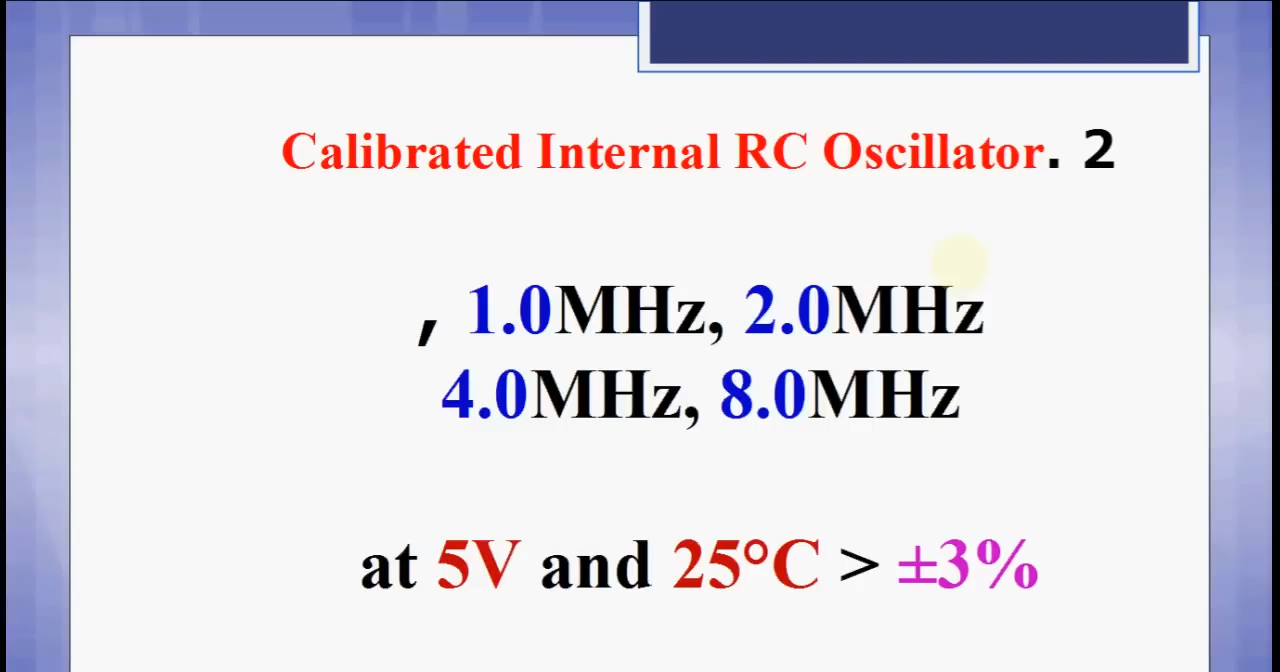 Calibrated Internal RC Oscillator. 2
, 1.0MHz, 2.0MHz
4.0MHz, 8.0MHz
at 5V and 25°C > ±3%